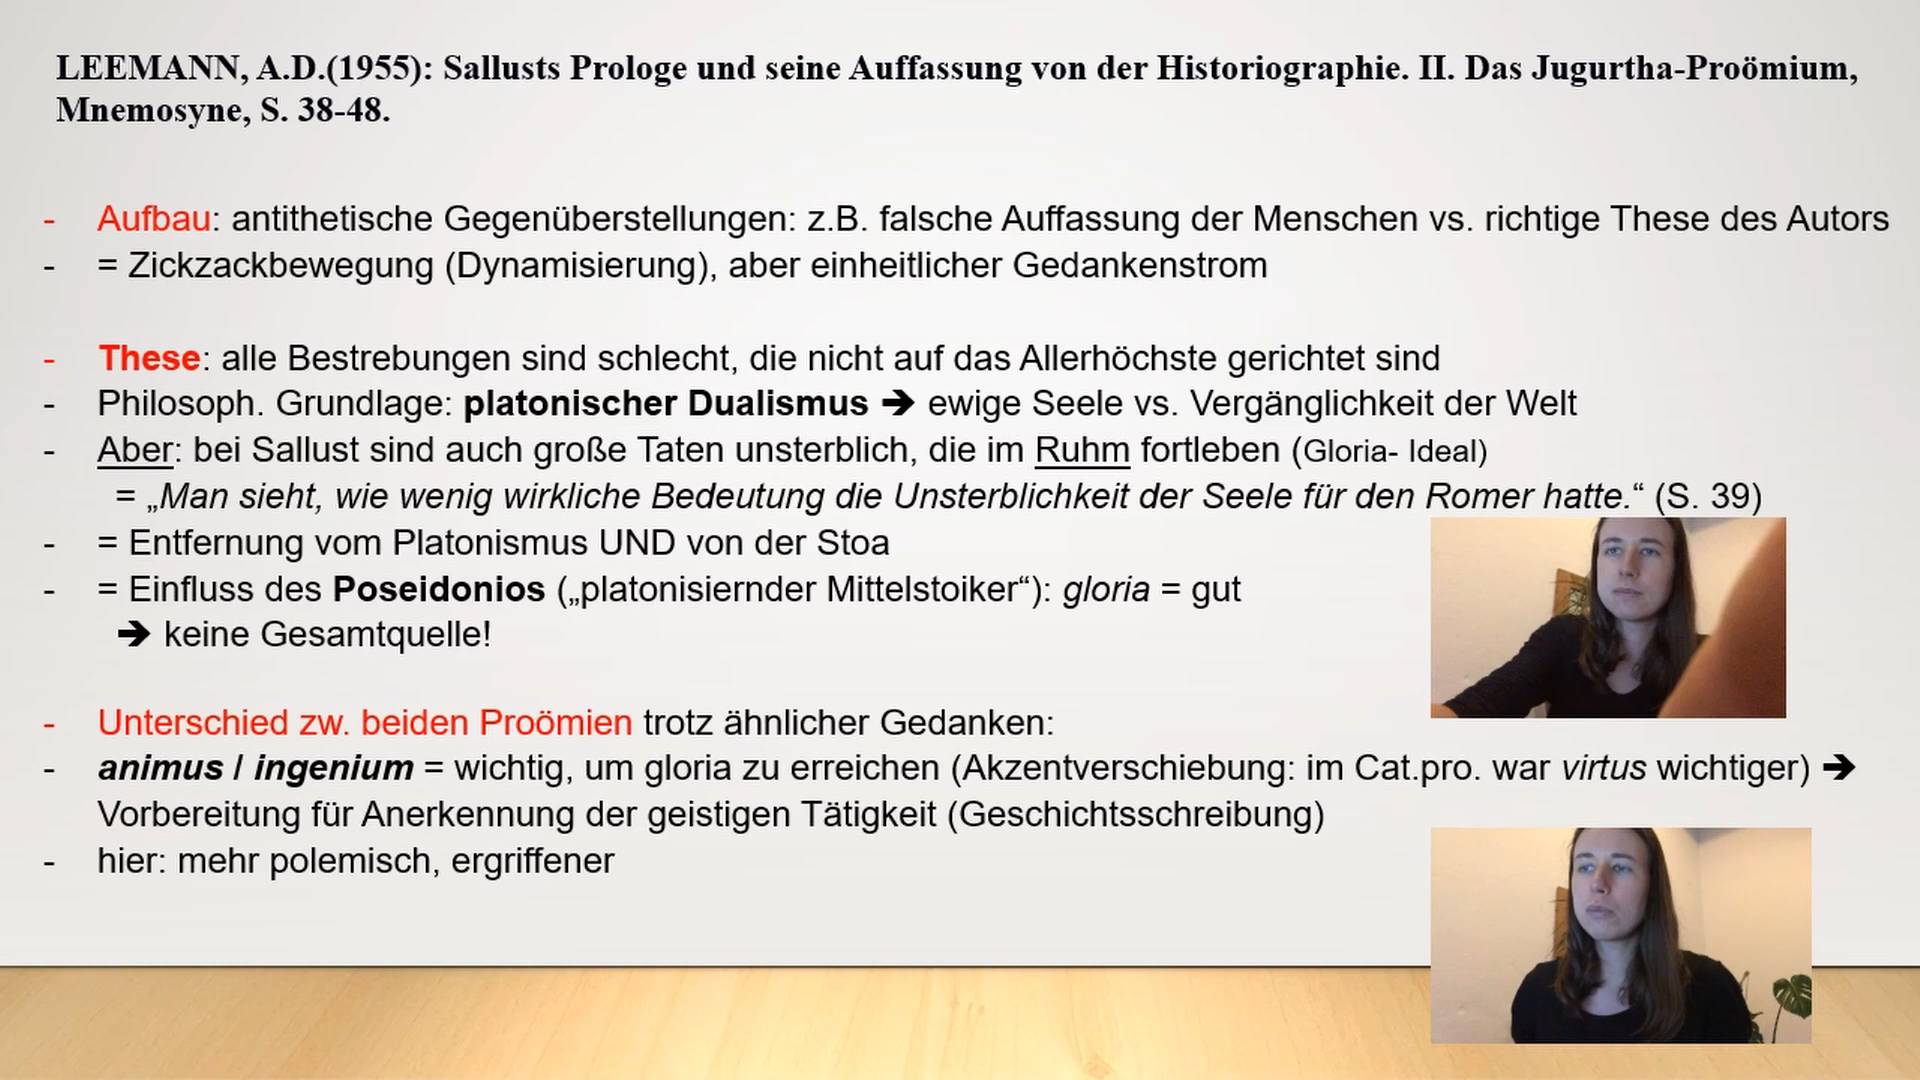 LEEMANN, A.D.(1955): Sallusts Prologe und seine Auffassung von der Historiographie. II. Das Jugurtha-Proömium,
Mnemosyne, S. 38-48.
- Aufbau: antithetische Gegenüberstellungen: z.B. falsche Auffassung der Menschen vs. richtige These des Autors
- = Zickzackbewegung (Dynamisierung), aber einheitlicher Gedankenstrom
- These: alle Bestrebungen sind schlecht, die nicht auf das Allerhöchste gerichtet sind
- Philosoph. Grundlage: platonischer Dualismus ➔ ewige Seele vs. Vergänglichkeit der Welt
- Aber: bei Sallust sind auch große Taten unsterblich, die im Ruhm fortleben (Gloria- Ideal)
= „Man sieht, wie wenig wirkliche Bedeutung die Unsterblichkeit der Seele für den Romer hatte.“ (S. 39)
- = Entfernung vom Platonismus UND von der Stoa
- = Einfluss des Poseidonios („platonisiernder Mittelstoiker“): gloria = gut
➔ keine Gesamtquelle!
- Unterschied zw. beiden Proömien trotz ähnlicher Gedanken:
- animus / ingenium = wichtig, um gloria zu erreichen (Akzentverschiebung: im Cat.pro. war virtus wichtiger) ➔
Vorbereitung für Anerkennung der geistigen Tätigkeit (Geschichtsschreibung)
- hier: mehr polemisch, ergriffener